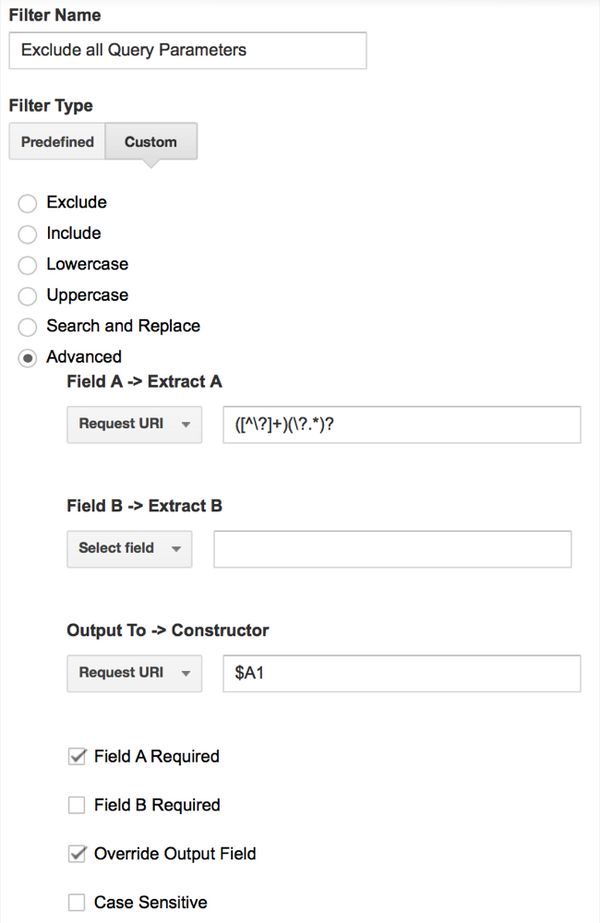 Filter Name
Exclude all Query Parameters
Filter Type
Predefined Custom
Exclude
Include
Lowercase
Uppercase
Search and Replace
Advanced
Field A -> Extract A
Request URI ([^\?]+)(\?.*)?
Field B -> Extract B
Select field
Output To -> Constructor
Request URI $A1
Field A Required
Field B Required
Override Output Field
Case Sensitive